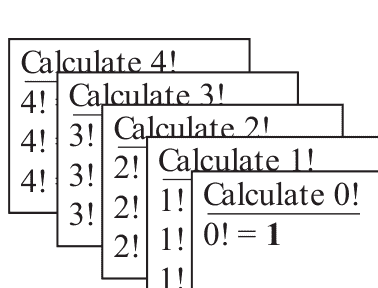 Calculate 4!
4!
4!
4!
Calculate 3!
3!
3!
3!
Calculate 2!
2!
2!
2!
Calculate 1!
1!
1!
1!
Calculate 0!
0! = 1